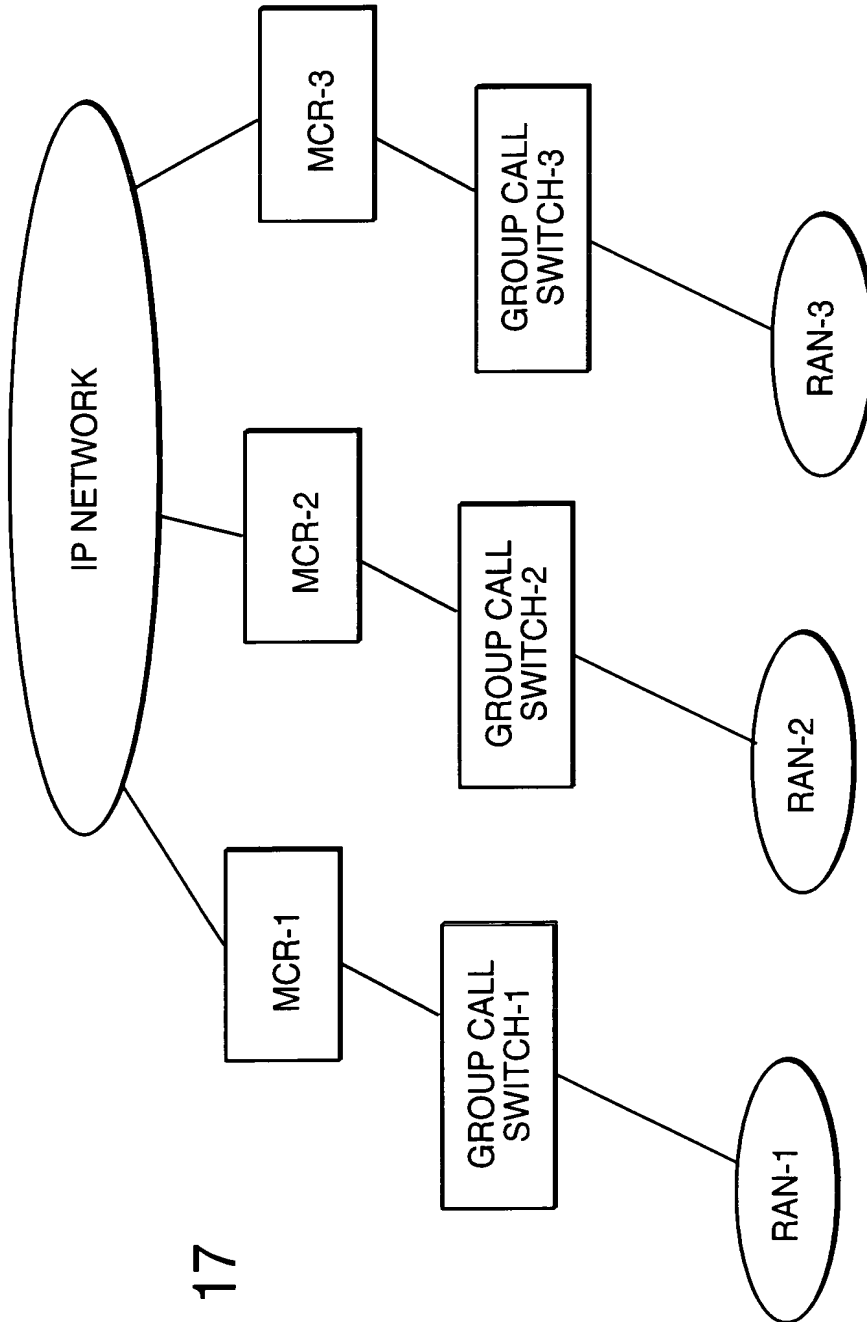 IP NETWORK
MCR-1
MCR-2
MCR-3
GROUP CALL
SWITCH-1
GROUP CALL
SWITCH-2
GROUP CALL
SWITCH-3
RAN-1
RAN-2
RAN-3
17